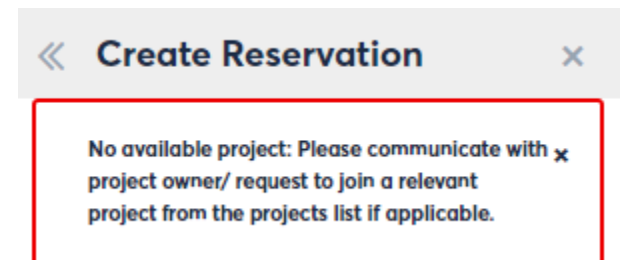 Create Reservation
No available project: Please communicate with
project owner/ request to join a relevant
project from the projects list if applicable.